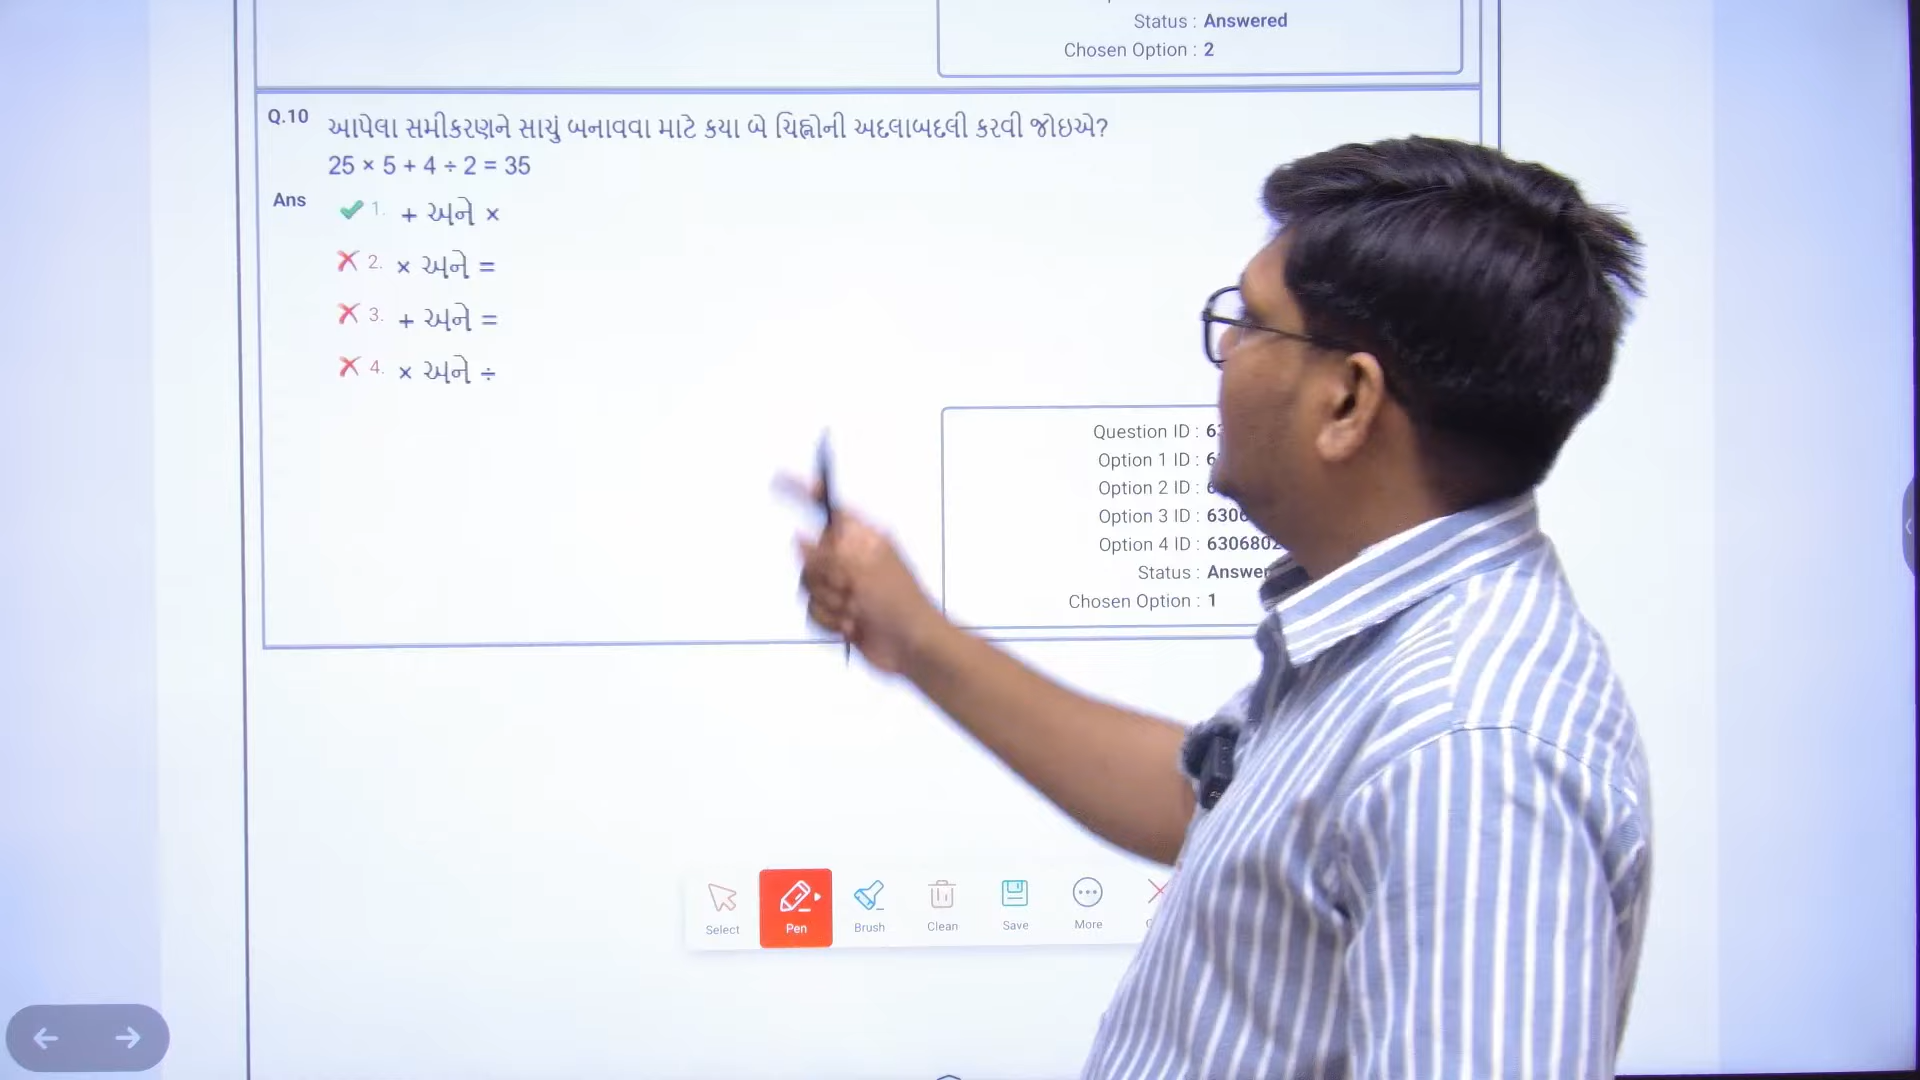 Status : Answered
Chosen Option : 2
Q.10 આપેલા સમીકરણને સાચું બનાવવા માટે કયા બે ચિહ્નોની અદલાબદલી કરવી જોઇએ?
25 × 5 + 4 ÷ 2 = 35
Ans 1. + અને ×
2. × અને =
3. + અને =
4. × અને ÷
Question ID :
Option 1 ID :
Option 2 ID :
Option 3 ID :
Option 4 ID :
Status :
Chosen Option : 1
Select Pen Brush Clean Save More